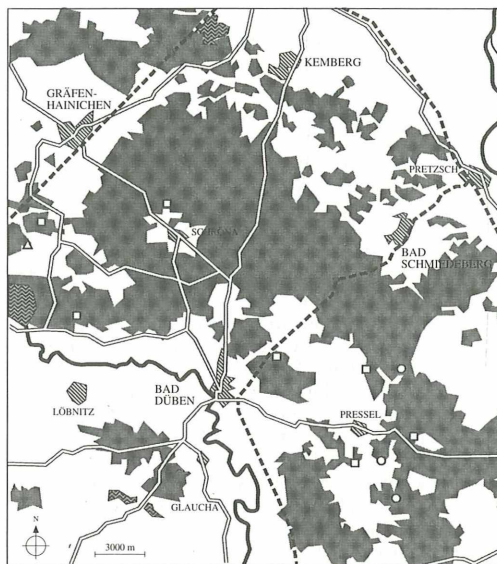 KEMBERG
GRÄFEN-
HAINICHEN
PRETZSCH
BAD
SCHMIEDEBERG
BAD
DÜBEN
LÖBNITZ
PRESSEL
GLAUCHA
N
3000 m